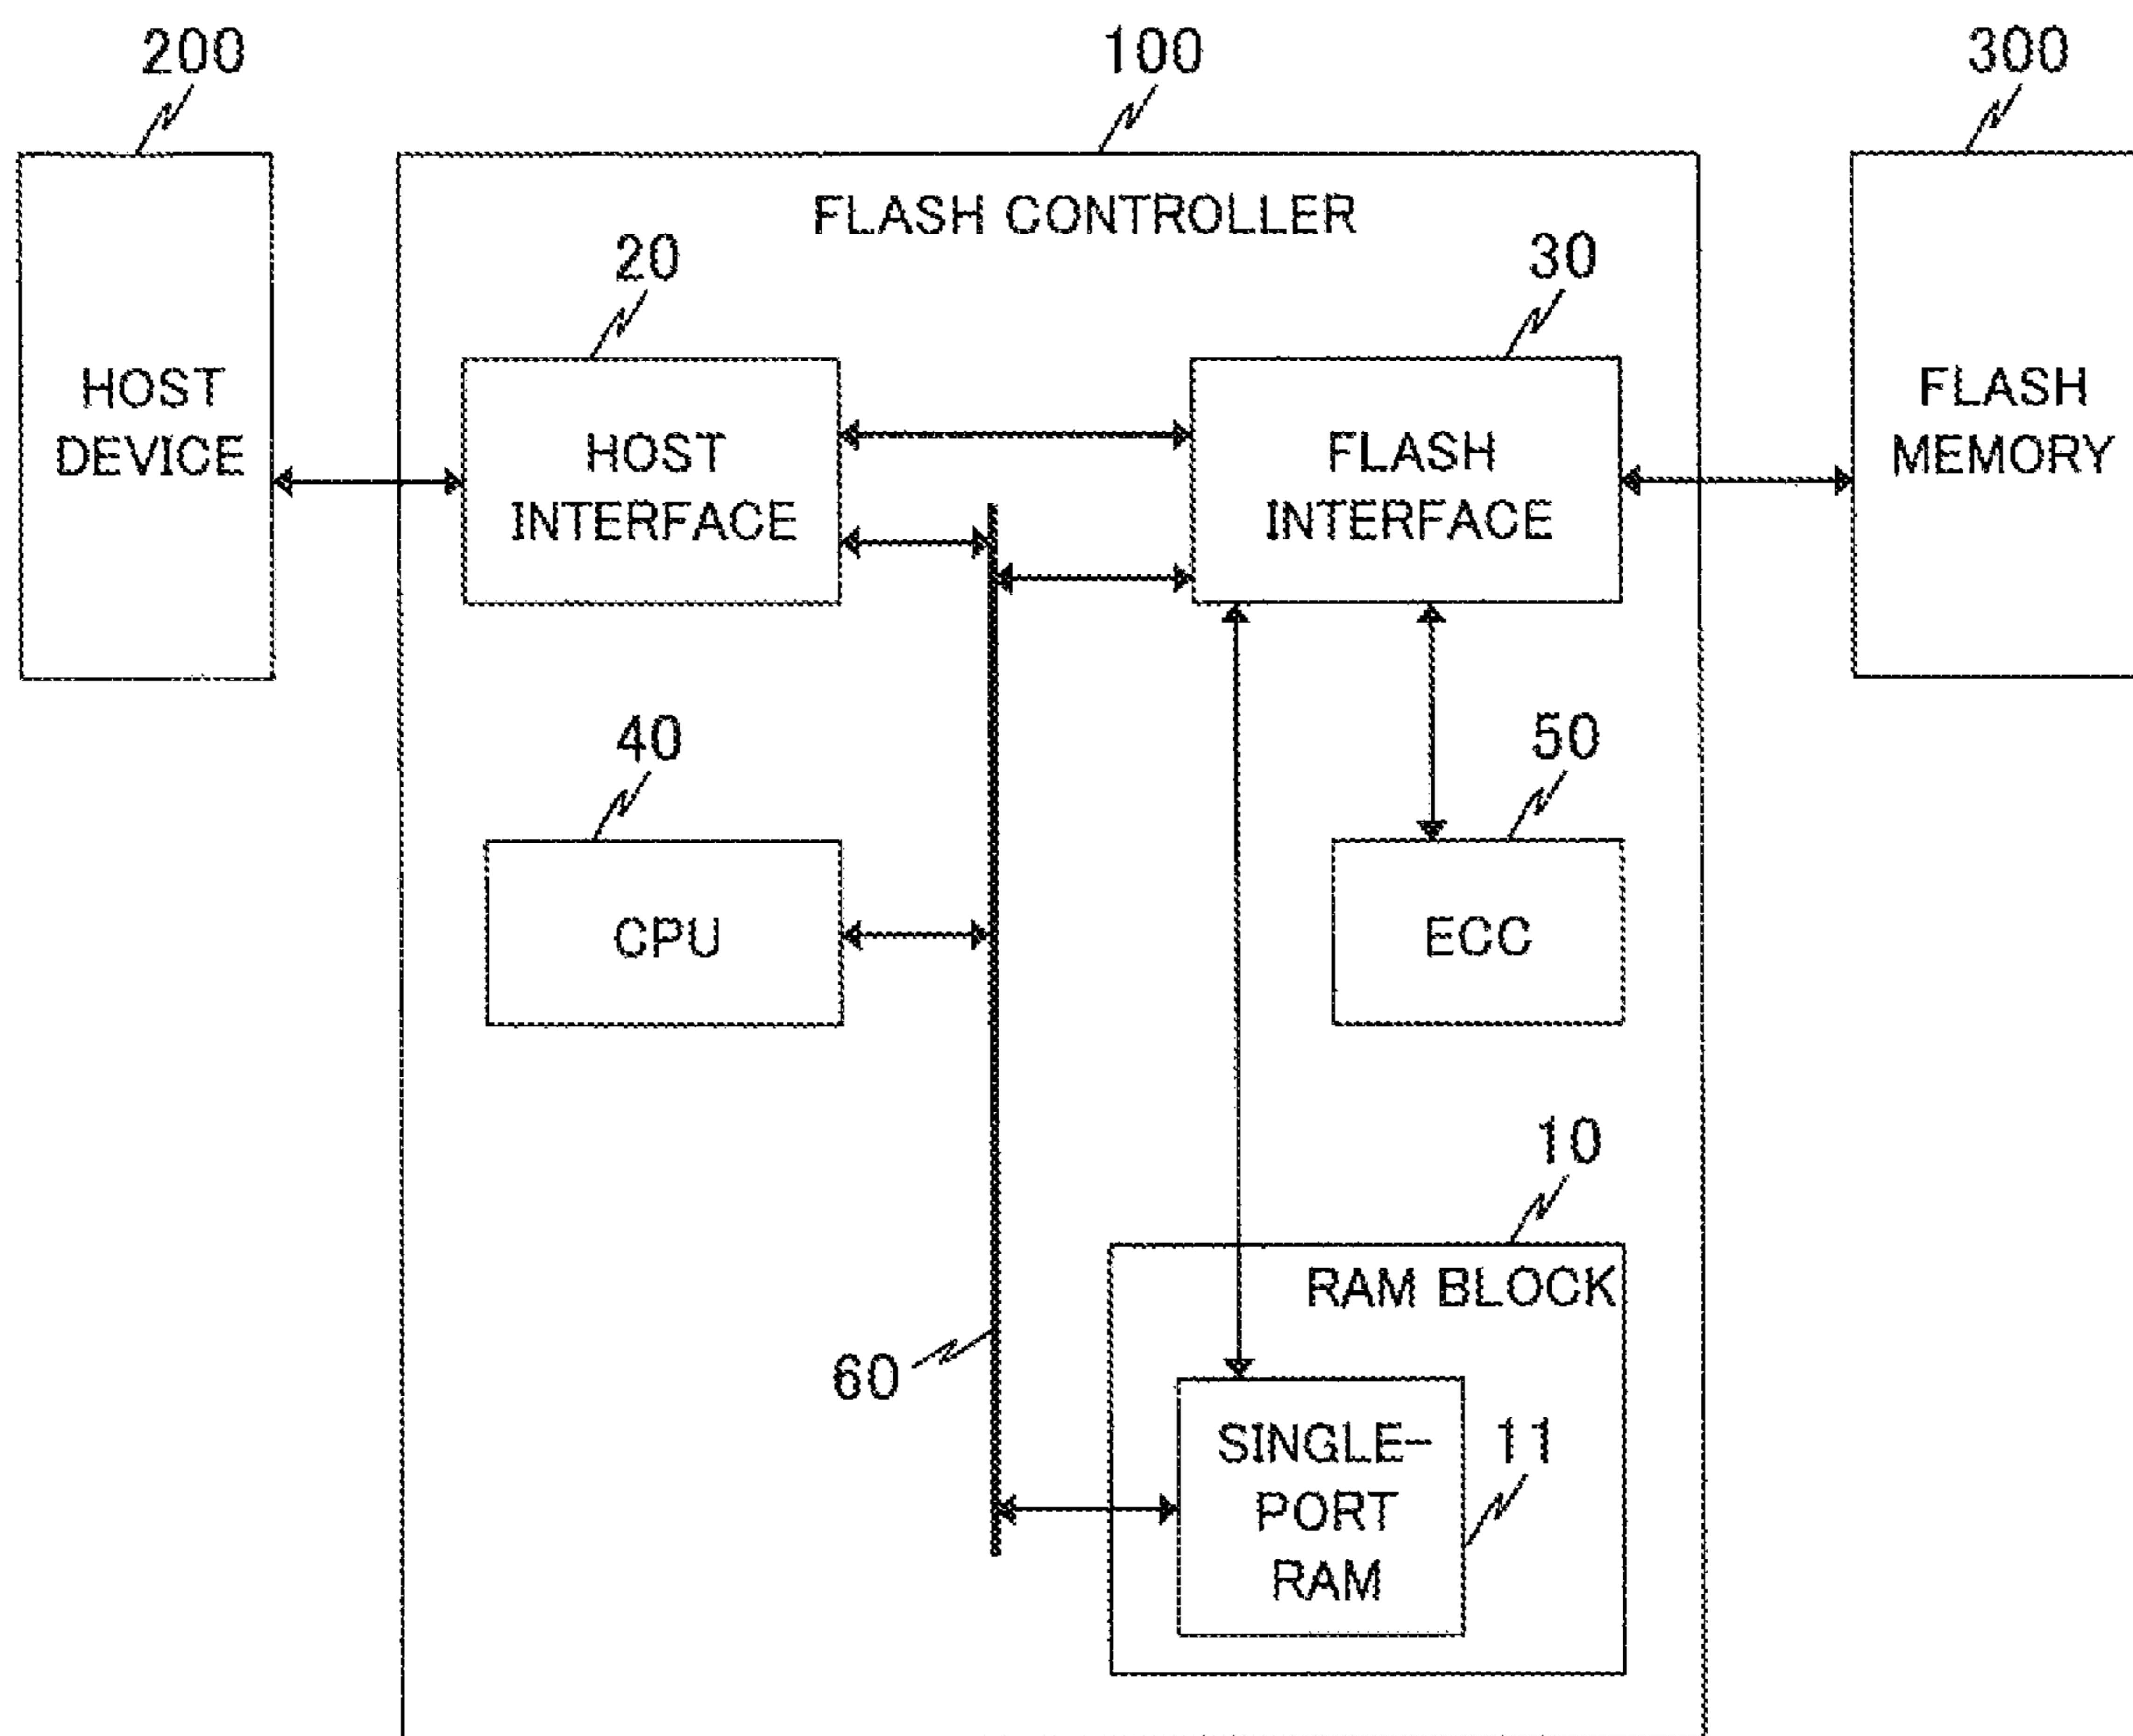 200
100
300
FLASH CONTROLLER
20
30
HOST
DEVICE
HOST
INTERFACE
FLASH
INTERFACE
FLASH
MEMORY
40
50
CPU
ECC
10
RAM BLOCK
60
SINGLE-
PORT
RAM
11